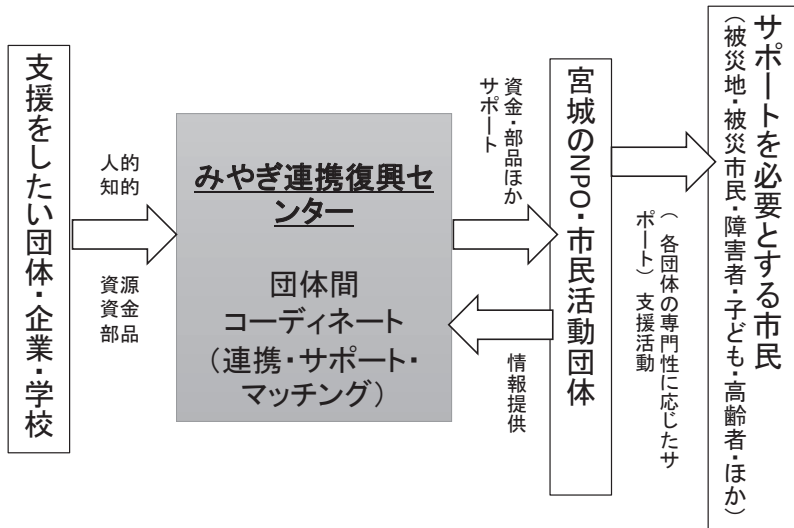 支援をしたい団体・企業・学校
人的
知的
資源
資金
部品
みやぎ連携復興セ
ンター
団体間
コーディネート
（連携・サポート・
マッチング）
資金・部品ほか
サポート
情報提供
宮城のNPO・市民活動団体
（各団体の専門性に応じたサ
ポート）支援活動
サポートを必要とする市民
（被災地・被災市民・障害者・子ども・高齢者・ほか）